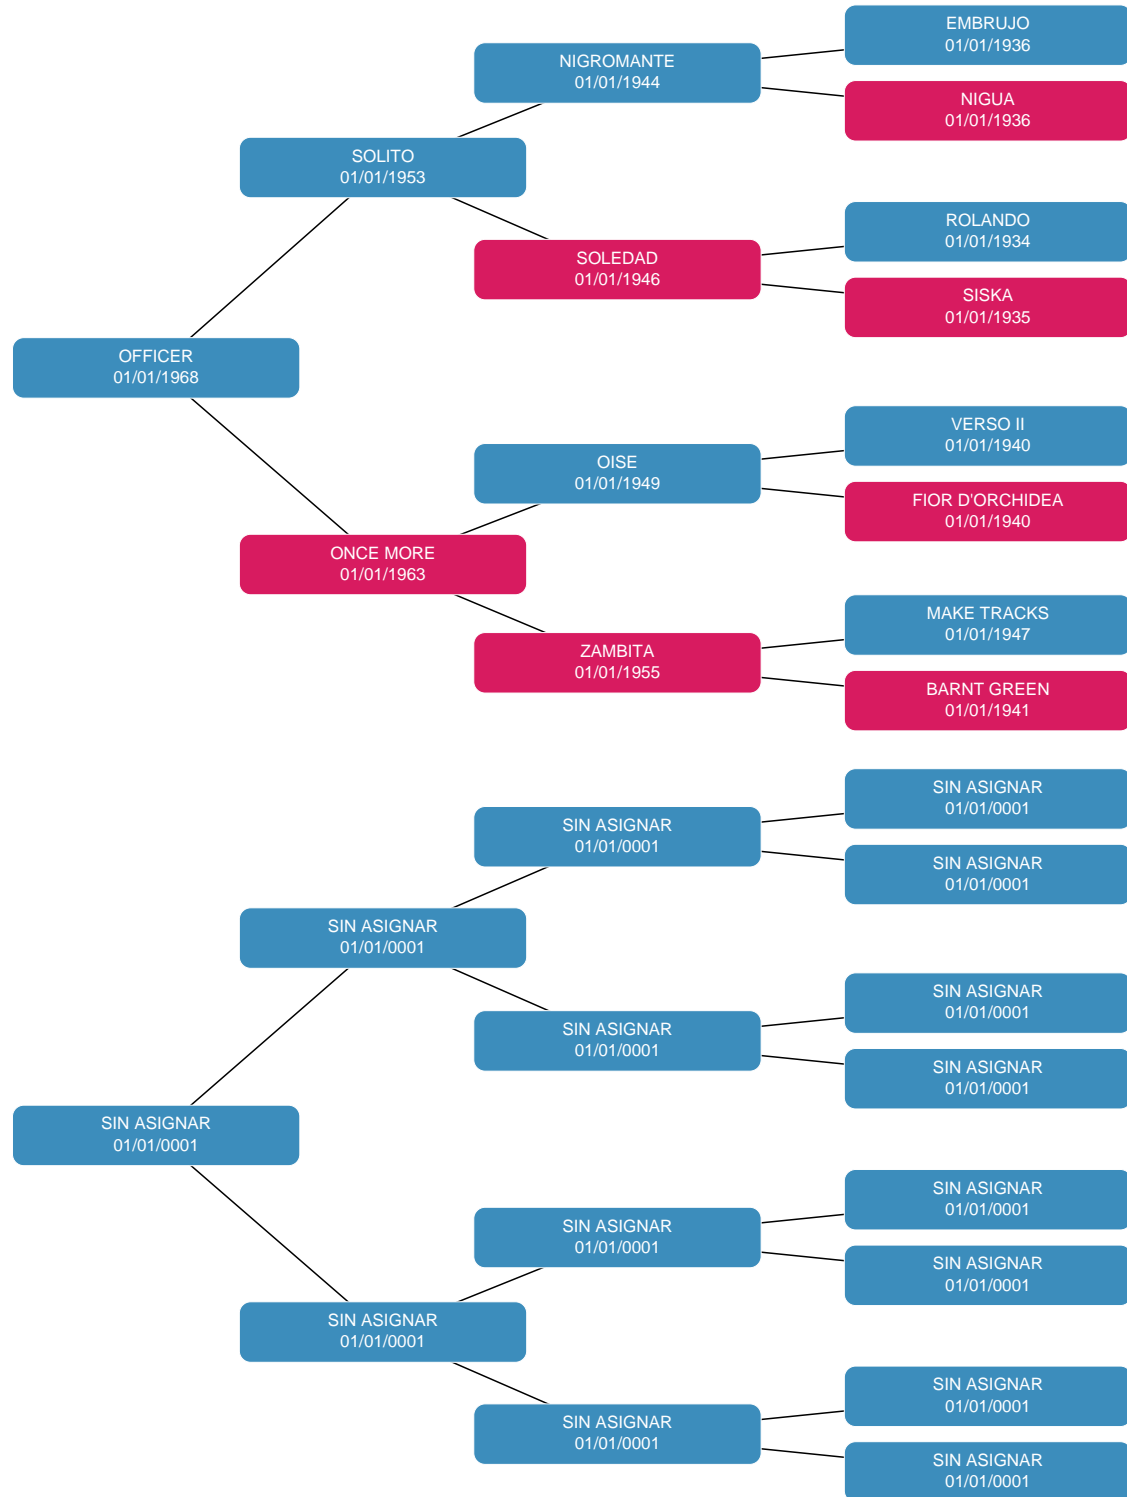 EMBRUJO
01/01/1936
NIGROMANTE
01/01/1944
NIGUA
01/01/1936
SOLITO
01/01/1953
ROLANDO
01/01/1934
SOLEDAD
01/01/1946
SISKA
01/01/1935
OFFICER
01/01/1968
VERSO II
01/01/1940
OISE
01/01/1949
FIOR D'ORCHIDEA
01/01/1940
ONCE MORE
01/01/1963
MAKE TRACKS
01/01/1947
ZAMBITA
01/01/1955
BARNT GREEN
01/01/1941
SIN ASIGNAR
01/01/0001
SIN ASIGNAR
01/01/0001
SIN ASIGNAR
01/01/0001
SIN ASIGNAR
01/01/0001
SIN ASIGNAR
01/01/0001
SIN ASIGNAR
01/01/0001
SIN ASIGNAR
01/01/0001
SIN ASIGNAR
01/01/0001
SIN ASIGNAR
01/01/0001
SIN ASIGNAR
01/01/0001
SIN ASIGNAR
01/01/0001
SIN ASIGNAR
01/01/0001
SIN ASIGNAR
01/01/0001
SIN ASIGNAR
01/01/0001
SIN ASIGNAR
01/01/0001